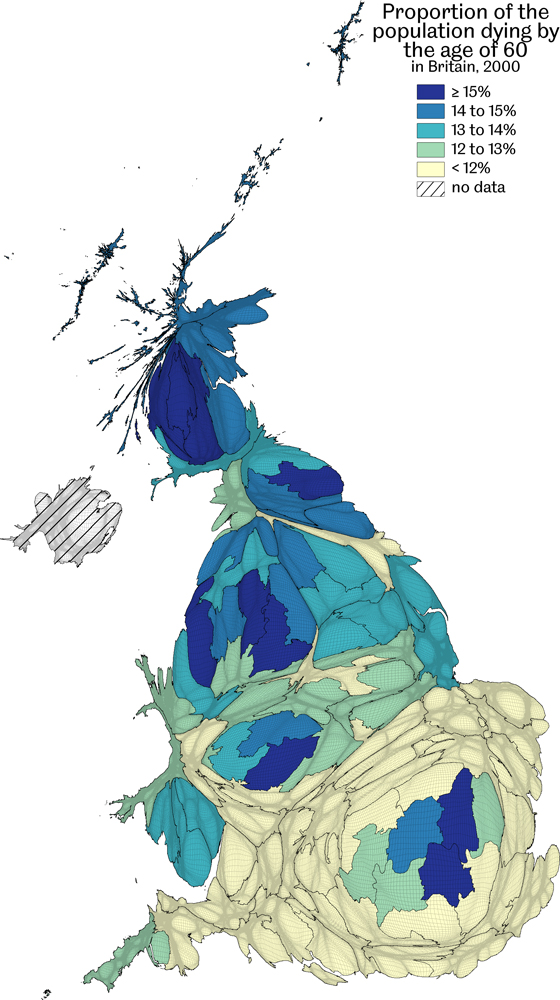 Proportion of the
population dying by
the age of 60
in Britain, 2000
≥ 15%
14 to 15%
13 to 14%
12 to 13%
< 12%
no data